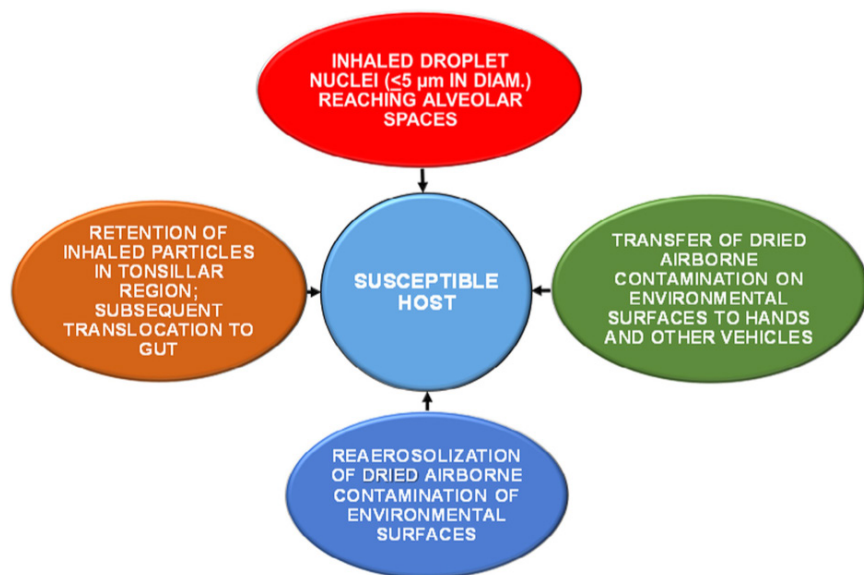 INHALED DROPLET
NUCLEI (≤5 µm IN DIAM.)
REACHING ALVEOLAR
SPACES
RETENTION OF
INHALED PARTICLES
IN TONSILLAR
REGION;
SUBSEQUENT
TRANSLOCATION TO
GUT
SUSCEPTIBLE
HOST
TRANSFER OF DRIED
AIRBORNE
CONTAMINATION ON
ENVIRONMENTAL
SURFACES TO HANDS
AND OTHER VEHICLES
REAEROSOLIZATION
OF DRIED AIRBORNE
CONTAMINATION OF
ENVIRONMENTAL
SURFACES